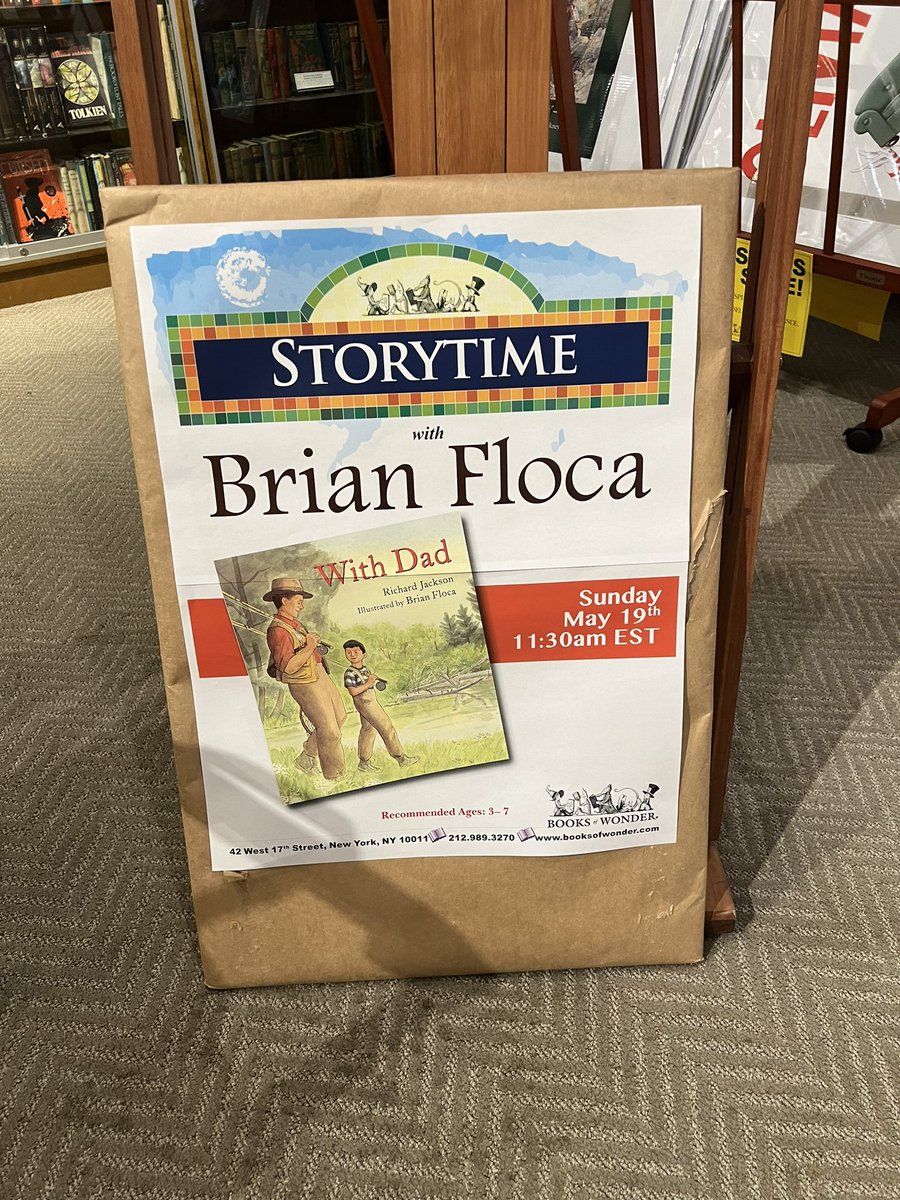 TOLKIEN
STORYTIME
with
Brian Floca
With Dad
Richard Jackson
Illustrated by Brian Floca
Sunday
May 19th
11:30am EST
Recommended Ages: 3–7
BOOKS of WONDER®
42 West 17th Street, New York, NY 10011 212.989.3270 www.booksofwonder.com